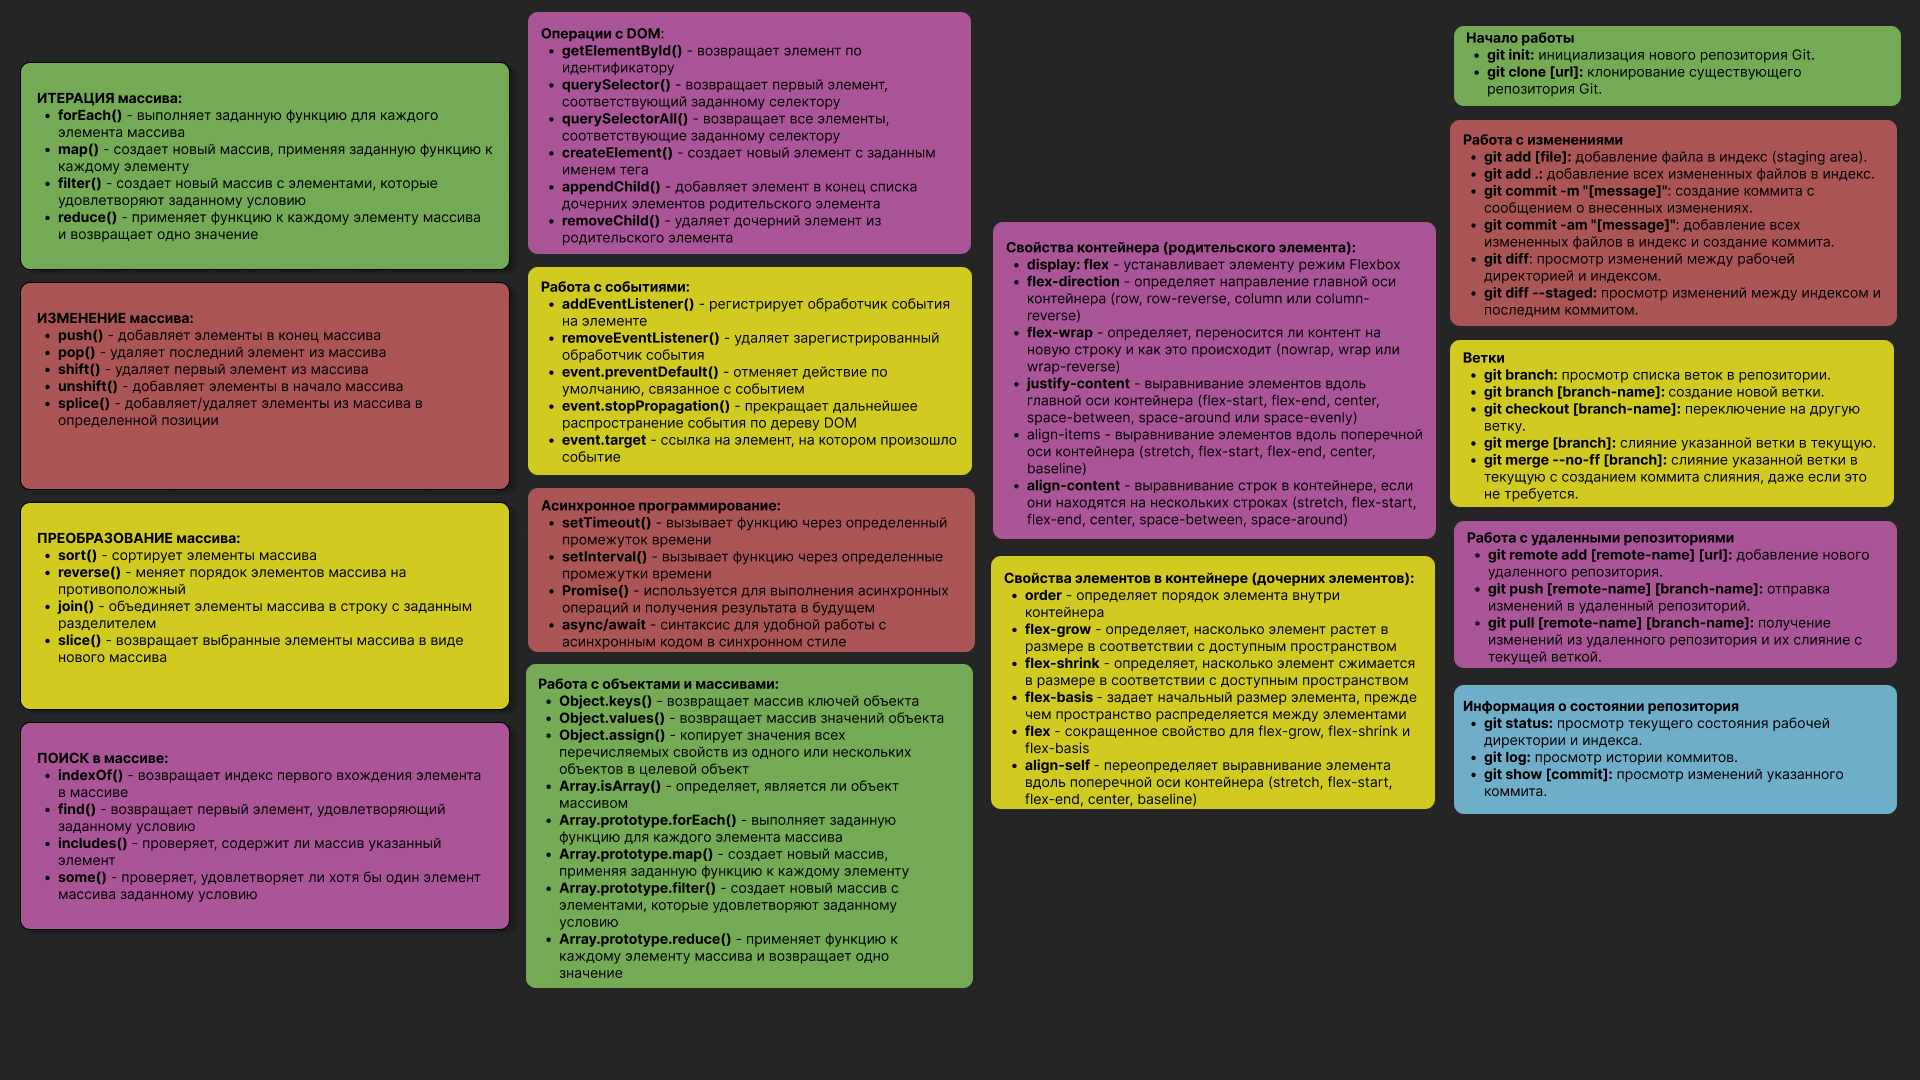 ИТЕРАЦИЯ массива:
• forEach() - выполняет заданную функцию для каждого
элемента массива
• map() - создает новый массив, применяя заданную функцию к
каждому элементу
• filter() - создает новый массив с элементами, которые
удовлетворяют заданному условию
• reduce() - применяет функцию к каждому элементу массива
и возвращает одно значение
ИЗМЕНЕНИЕ массива:
• push() - добавляет элементы в конец массива
• pop() - удаляет последний элемент из массива
• shift() - удаляет первый элемент из массива
• unshift() - добавляет элементы в начало массива
• splice() - добавляет/удаляет элементы из массива в
определенной позиции
ПРЕОБРАЗОВАНИЕ массива:
• sort() - сортирует элементы массива
• reverse() - меняет порядок элементов массива на
противоположный
• join() - объединяет элементы массива в строку с заданным
разделителем
• slice() - возвращает выбранные элементы массива в виде
нового массива
ПОИСК в массиве:
• indexOf() - возвращает индекс первого вхождения элемента
в массиве
• find() - возвращает первый элемент, удовлетворяющий
заданному условию
• includes() - проверяет, содержит ли массив указанный
элемент
• some() - проверяет, удовлетворяет ли хотя бы один элемент
массива заданному условию
Операции с DOM:
• getElementById() - возвращает элемент по
идентификатору
• querySelector() - возвращает первый элемент,
соответствующий заданному селектору
• querySelectorAll() - возвращает все элементы,
соответствующие заданному селектору
• createElement() - создает новый элемент с заданным
именем тега
• appendChild() - добавляет элемент в конец списка
дочерних элементов родительского элемента
• removeChild() - удаляет дочерний элемент из
родительского элемента
Работа с событиями:
• addEventListener() - регистрирует обработчик события
на элементе
• removeEventListener() - удаляет зарегистрированный
обработчик события
• event.preventDefault() - отменяет действие по
умолчанию, связанное с событием
• event.stopPropagation() - прекращает дальнейшее
распространение события по дереву DOM
• event.target - ссылка на элемент, на котором произошло
событие
Асинхронное программирование:
• setTimeout() - вызывает функцию через определенный
промежуток времени
• setInterval() - вызывает функцию через определенные
промежутки времени
• Promise() - используется для выполнения асинхронных
операций и получения результата в будущем
• async/await - синтаксис для удобной работы с
асинхронным кодом в синхронном стиле
Работа с объектами и массивами:
• Object.keys() - возвращает массив ключей объекта
• Object.values() - возвращает массив значений объекта
• Object.assign() - копирует значения всех
перечисляемых свойств из одного или нескольких
объектов в целевой объект
• Array.isArray() - определяет, является ли объект
массивом
• Array.prototype.forEach() - выполняет заданную
функцию для каждого элемента массива
• Array.prototype.map() - создает новый массив,
применяя заданную функцию к каждому элементу
• Array.prototype.filter() - создает новый массив с
элементами, которые удовлетворяют заданному
условию
• Array.prototype.reduce() - применяет функцию к
каждому элементу массива и возвращает одно
значение
Свойства контейнера (родительского элемента):
• display: flex - устанавливает элементу режим Flexbox
• flex-direction - определяет направление главной оси
контейнера (row, row-reverse, column или column-
reverse)
• flex-wrap - определяет, переносится ли контент на
новую строку и как это происходит (nowrap, wrap или
wrap-reverse)
• justify-content - выравнивание элементов вдоль
главной оси контейнера (flex-start, flex-end, center,
space-between, space-around или space-evenly)
• align-items - выравнивание элементов вдоль поперечной
оси контейнера (stretch, flex-start, flex-end, center,
baseline)
• align-content - выравнивание строк в контейнере, если
они находятся на нескольких строках (stretch, flex-start,
flex-end, center, space-between, space-around)
Свойства элементов в контейнере (дочерних элементов):
• order - определяет порядок элемента внутри
контейнера
• flex-grow - определяет, насколько элемент растет в
размере в соответствии с доступным пространством
• flex-shrink - определяет, насколько элемент сжимается
в размере в соответствии с доступным пространством
• flex-basis - задает начальный размер элемента, прежде
чем пространство распределяется между элементами
• flex - сокращенное свойство для flex-grow, flex-shrink и
flex-basis
• align-self - переопределяет выравнивание элемента
вдоль поперечной оси контейнера (stretch, flex-start,
flex-end, center, baseline)
Начало работы
• git init: инициализация нового репозитория Git.
• git clone [url]: клонирование существующего
репозитория Git.
Работа с изменениями
• git add [file]: добавление файла в индекс (staging area).
• git add .: добавление всех измененных файлов в индекс.
• git commit -m "[message]": создание коммита с
сообщением о внесенных изменениях.
• git commit -am "[message]": добавление всех
измененных файлов в индекс и создание коммита.
• git diff: просмотр изменений между рабочей
директорией и индексом.
• git diff --staged: просмотр изменений между индексом и
последним коммитом.
Ветки
• git branch: просмотр списка веток в репозитории.
• git branch [branch-name]: создание новой ветки.
• git checkout [branch-name]: переключение на другую
ветку.
• git merge [branch]: слияние указанной ветки в текущую.
• git merge --no-ff [branch]: слияние указанной ветки в
текущую с созданием коммита слияния, даже если это
не требуется.
Работа с удаленными репозиториями
• git remote add [remote-name] [url]: добавление нового
удаленного репозитория.
• git push [remote-name] [branch-name]: отправка
изменений в удаленный репозиторий.
• git pull [remote-name] [branch-name]: получение
изменений из удаленного репозитория и их слияние с
текущей веткой.
Информация о состоянии репозитория
• git status: просмотр текущего состояния рабочей
директории и индекса.
• git log: просмотр истории коммитов.
• git show [commit]: просмотр изменений указанного
коммита.